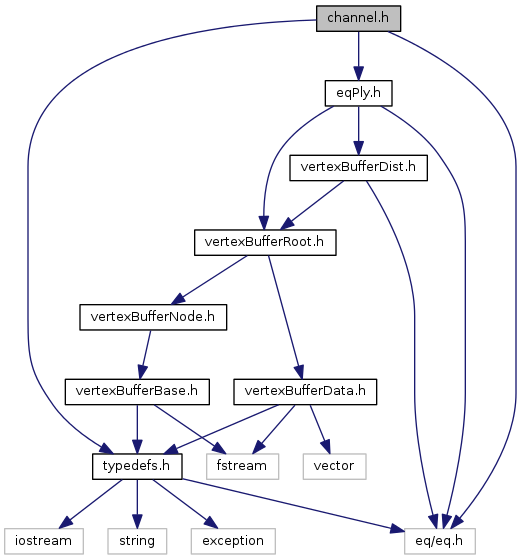 channel.h
eqPly.h
vertexBufferDist.h
vertexBufferRoot.h
vertexBufferNode.h
vertexBufferBase.h
vertexBufferData.h
typedefs.h
fstream
vector
iostream
string
exception
eq/eq.h